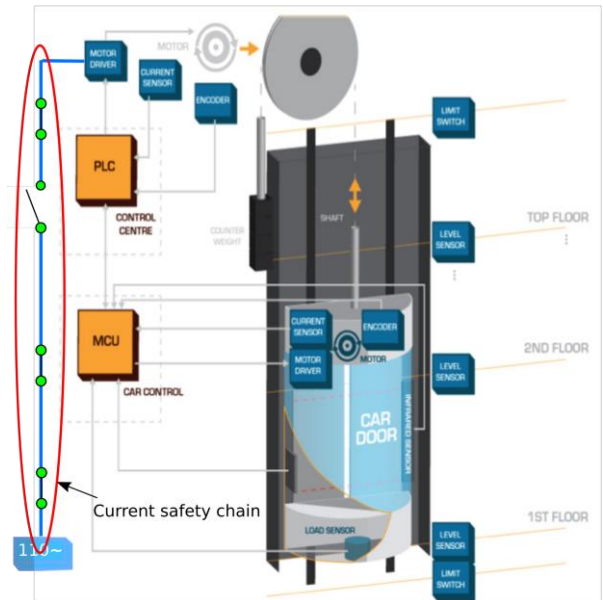 MOTOR
MOTOR
DRIVER
CURRENT
SENSOR
ENCODER
LIMIT
SWITCH
PLC
CONTROL
CENTRE
SHAFT
COUNTER
WEIGHT
TOP FLOOR
LEVEL
SENSOR
MCU
CAR CONTROL
CURRENT
SENSOR
ENCODER
MOTOR
MOTOR
DRIVER
2ND FLOOR
LEVEL
SENSOR
CAR
DOOR
INFRARED SENSOR
Current safety chain
LOAD SENSOR
1ST FLOOR
LEVEL
SENSOR
LIMIT
SWITCH